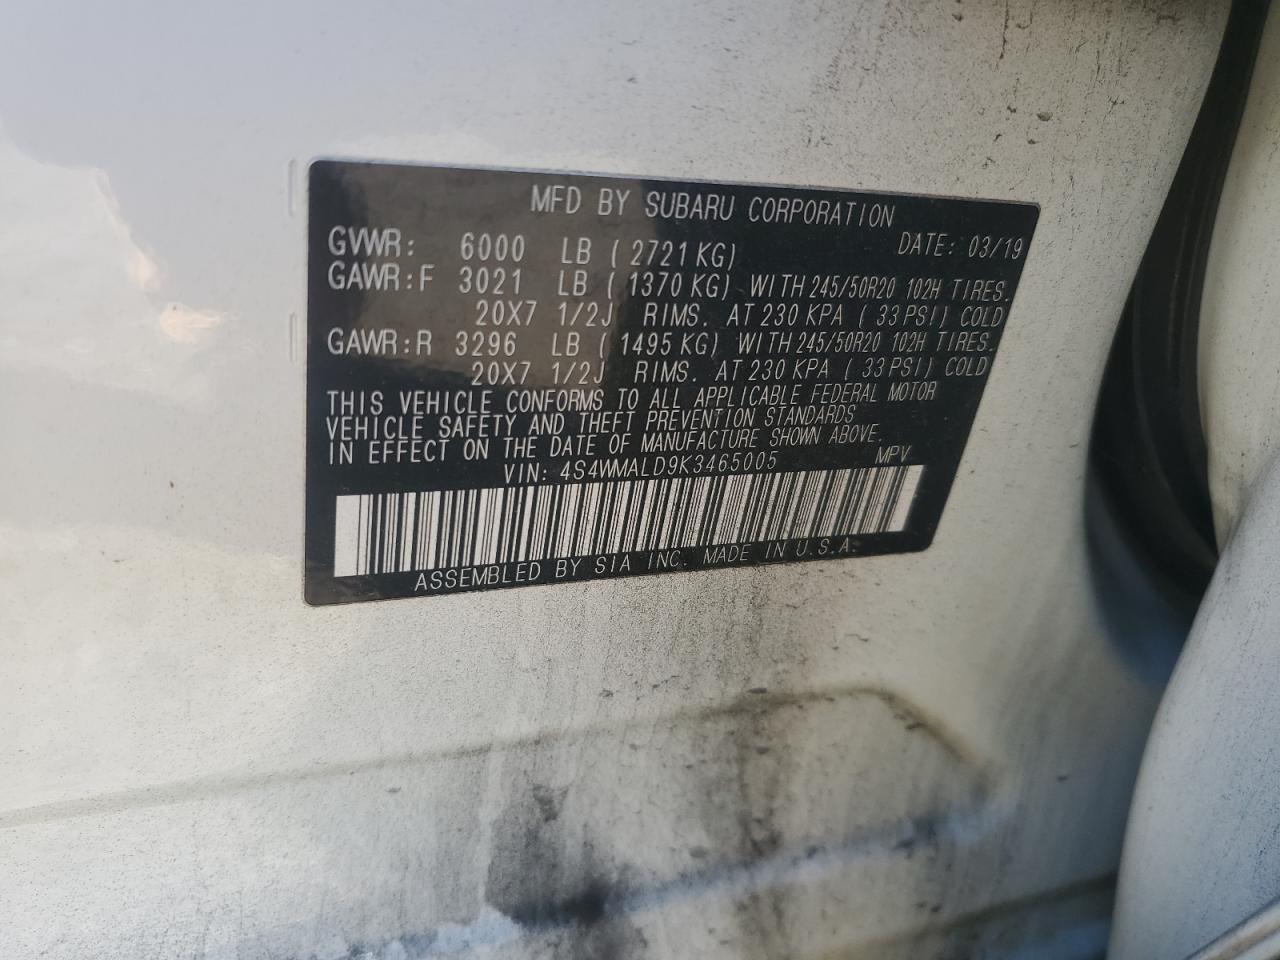 MFD BY SUBARU CORPORATION
GVWR: 6000 LB ( 2721 KG) DATE: 03/19
GAWR:F 3021 LB ( 1370 KG) WITH 245/50R20 102H TIRES.
20X7 1/2J RIMS. AT 230 KPA ( 33 PSI) COLD
GAWR:R 3296 LB ( 1495 KG) WITH 245/50R20 102H TIRES.
20X7 1/2J RIMS. AT 230 KPA ( 33 PSI) COLD
THIS VEHICLE CONFORMS TO ALL APPLICABLE FEDERAL MOTOR
VEHICLE SAFETY AND THEFT PREVENTION STANDARDS
IN EFFECT ON THE DATE OF MANUFACTURE SHOWN ABOVE.
VIN: 4S4WMALD9K3465005 MPV
ASSEMBLED BY SIA INC. MADE IN U.S.A.